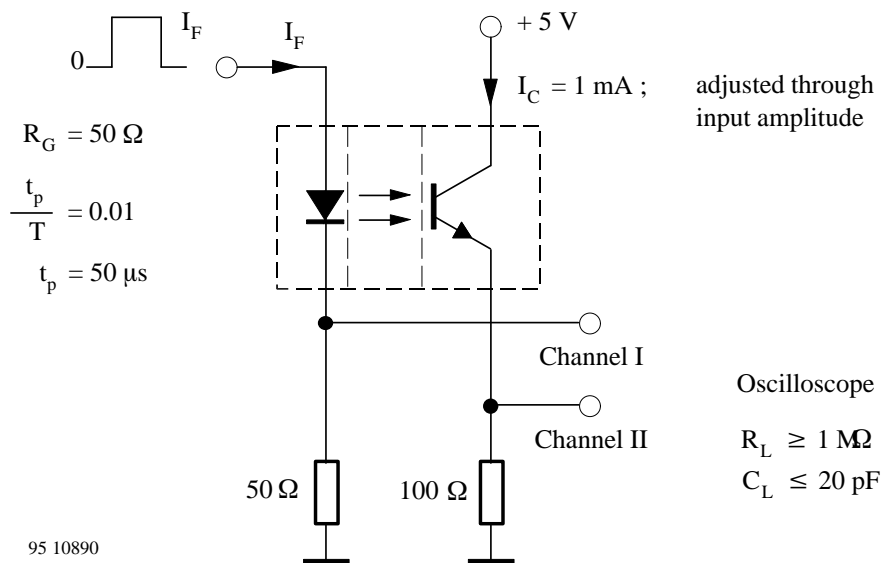 I_F
0
I_F
+ 5 V
I_C = 1 mA ;
adjusted through
input amplitude
R_G = 50 Ω
t_p
T
= 0.01
t_p = 50 μs
Channel I
Channel II
Oscilloscope
R_L ≥ 1 MΩ
C_L ≤ 20 pF
50 Ω
100 Ω
95 10890